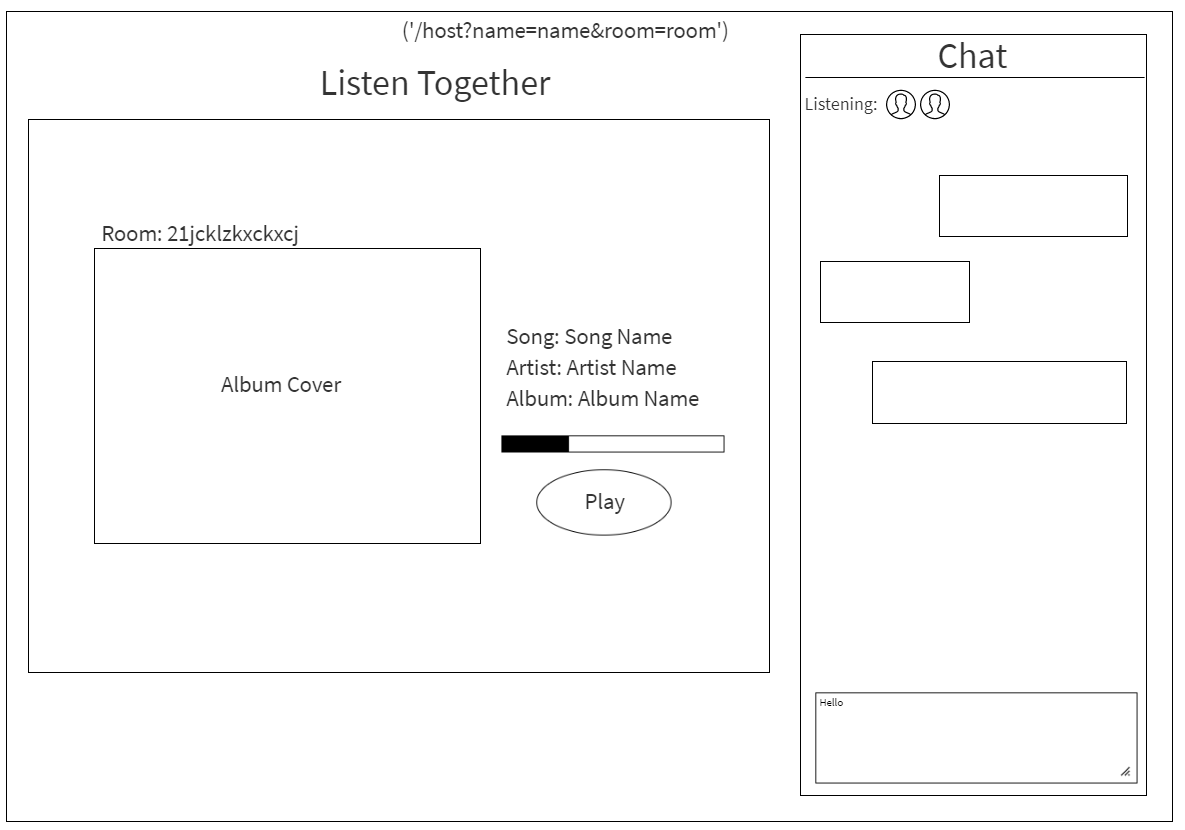 ('/host?name=name&room=room')
Listen Together
Room: 21jcklzkxckxcj
Album Cover
Song: Song Name
Artist: Artist Name
Album: Album Name
Play
Chat
Listening:
Hello